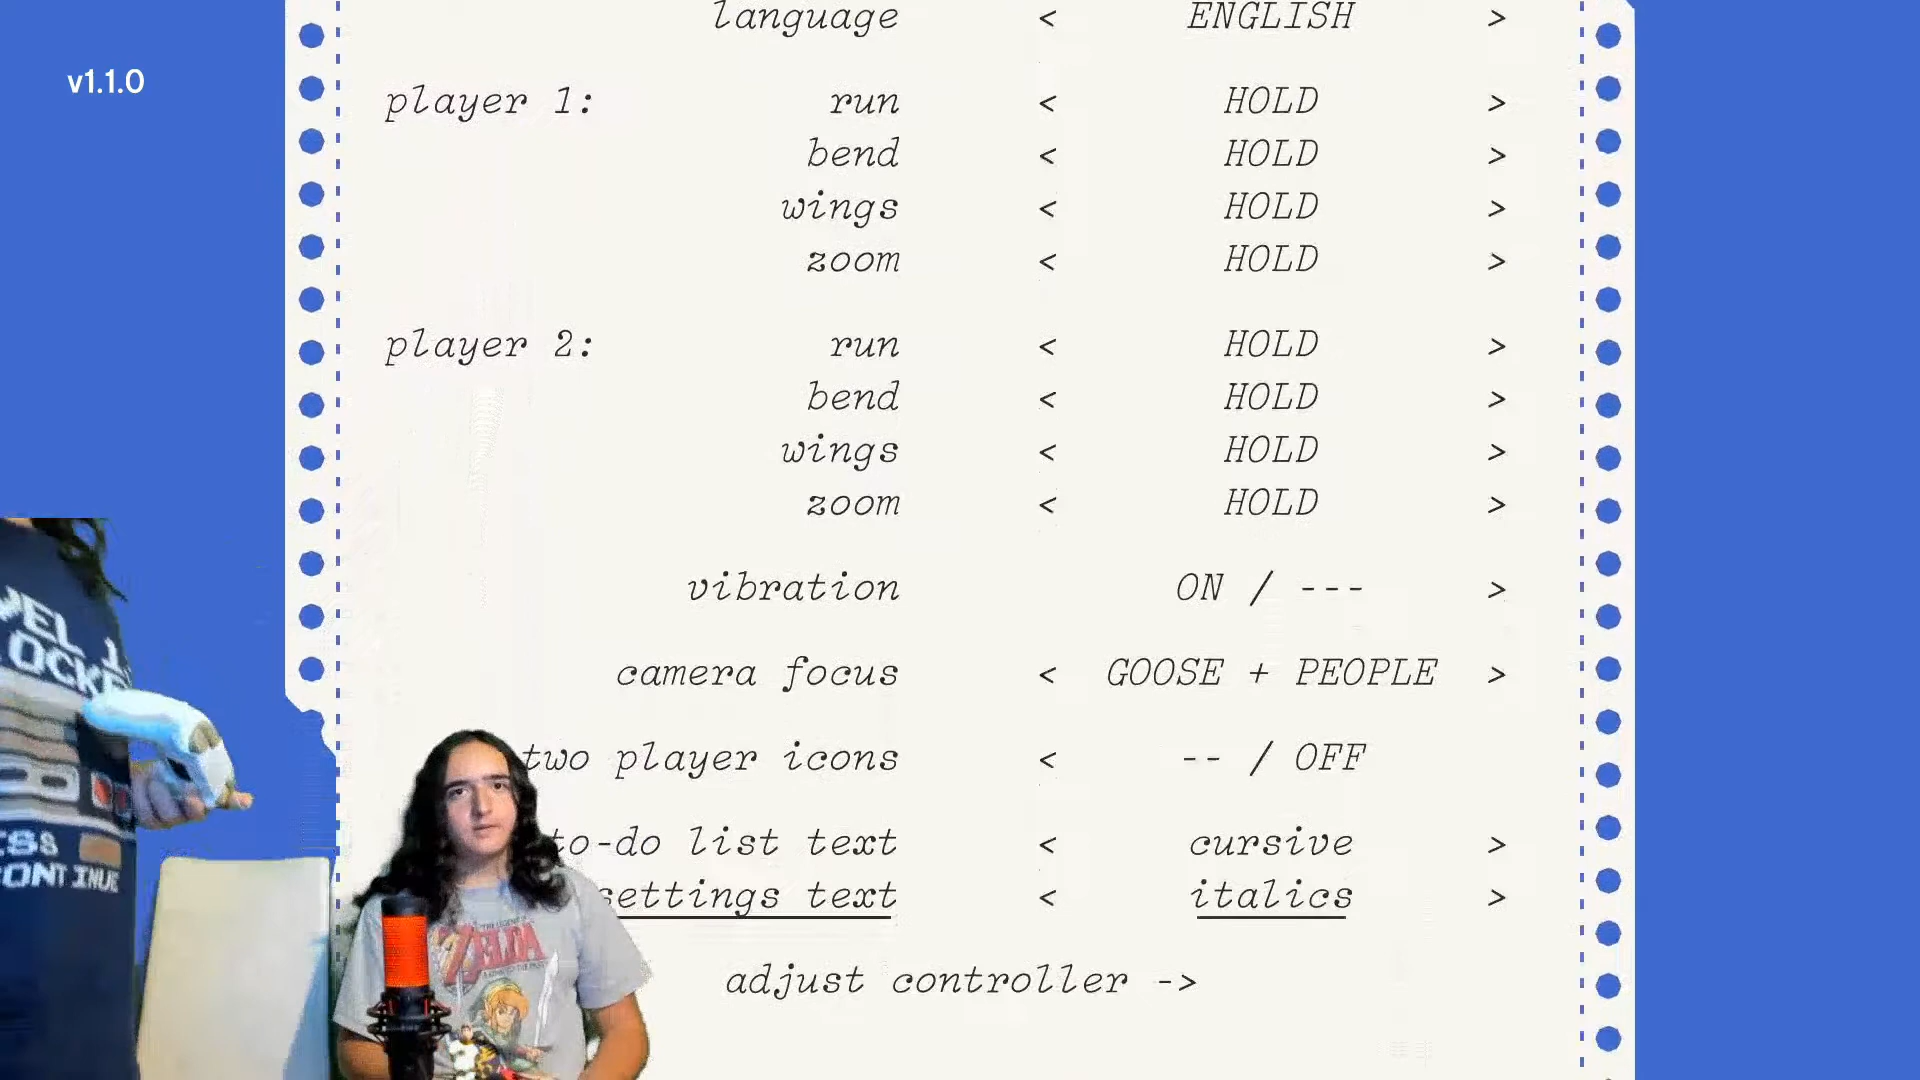 language < ENGLISH >
v1.1.0
player 1: run < HOLD >
bend < HOLD >
wings < HOLD >
zoom < HOLD >
player 2: run < HOLD >
bend < HOLD >
wings < HOLD >
zoom < HOLD >
vibration ON / --- >
camera focus < GOOSE + PEOPLE >
two player icons < -- / OFF
to-do list text < cursive >
settings text < italics >
adjust controller ->
ZELDA
CONTINUE